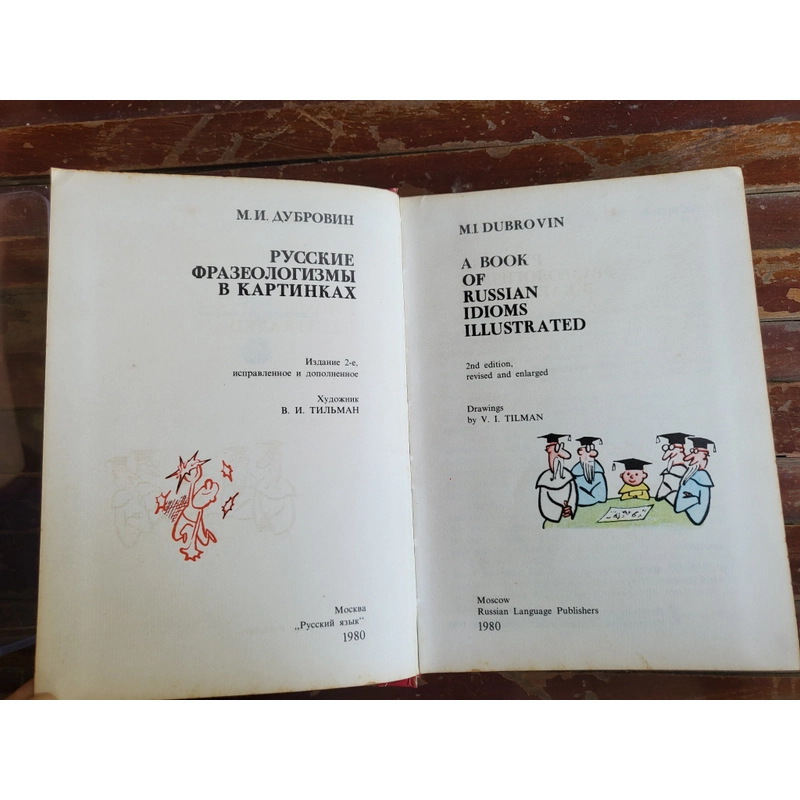 М. И. ДУБРОВИН
РУССКИЕ
ФРАЗЕОЛОГИЗМЫ
В КАРТИНКАХ
Издание 2-е,
исправленное и дополненное
Художник
В. И. ТИЛЬМАН
Москва
„Русский язык“
1980
M.I DUBROVIN
A BOOK
OF
RUSSIAN
IDIOMS
ILLUSTRATED
2nd edition,
revised and enlarged
Drawings
by V. I. TILMAN
Moscow
Russian Language Publishers
1980